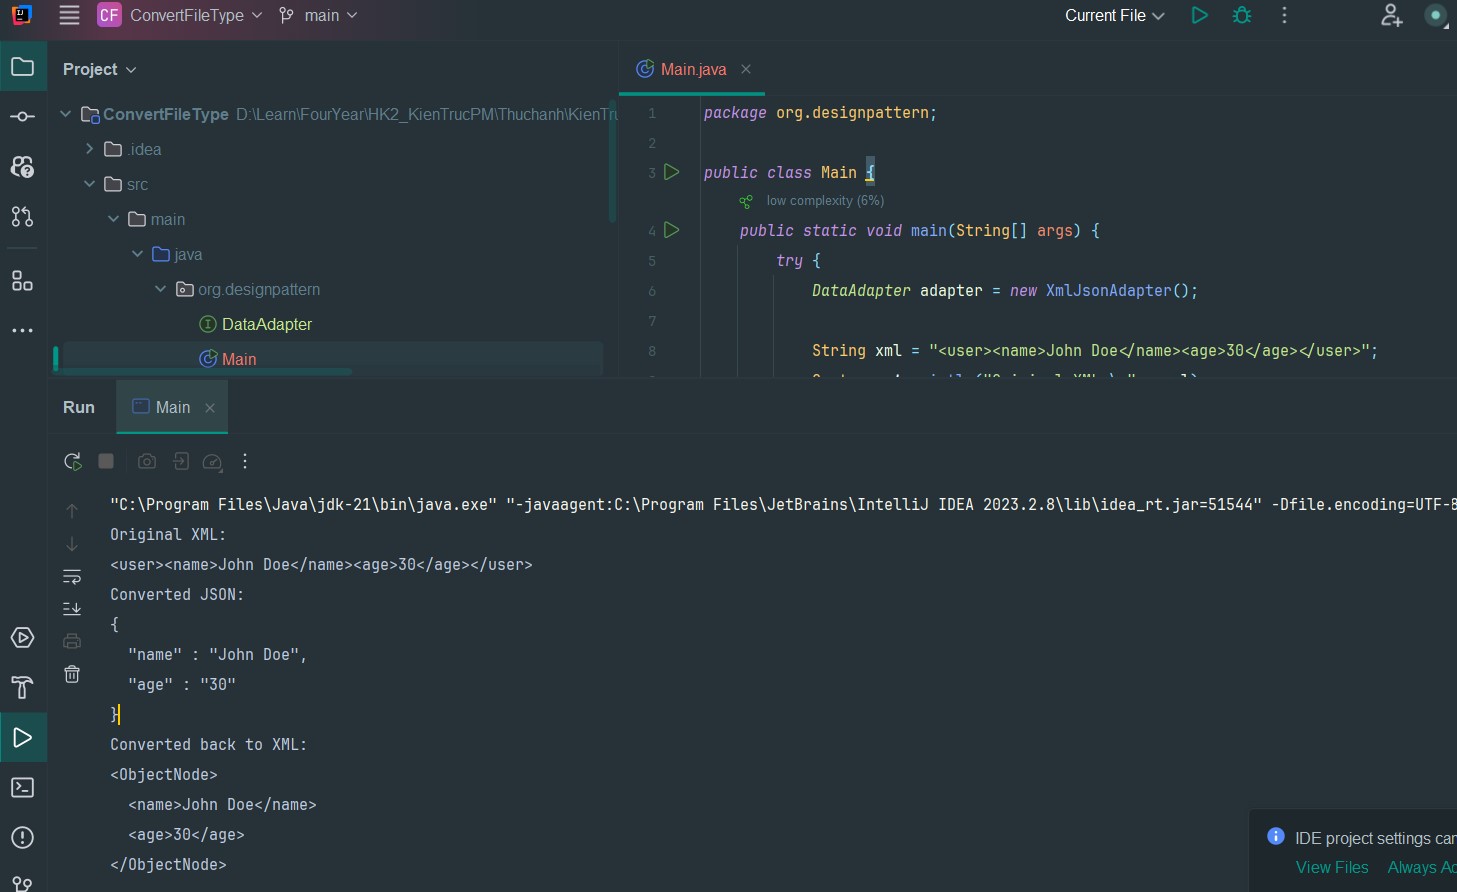 CF ConvertFileType main Current File
Project
Main.java
ConvertFileType D:\Learn\FourYear\HK2_KienTrucPM\Thuchanh\KienTru
.idea
src
main
java
org.designpattern
DataAdapter
Main
1 package org.designpattern;
2
3 public class Main {
low complexity (6%)
4 public static void main(String[] args) {
5 try {
6 DataAdapter adapter = new XmlJsonAdapter();
7
8 String xml = "<user><name>John Doe</name><age>30</age></user>";
Run Main
"C:\Program Files\Java\jdk-21\bin\java.exe" "-javaagent:C:\Program Files\JetBrains\IntelliJ IDEA 2023.2.8\lib\idea_rt.jar=51544" -Dfile.encoding=UTF-8
Original XML:
<user><name>John Doe</name><age>30</age></user>
Converted JSON:
{
"name" : "John Doe",
"age" : "30"
}
Converted back to XML:
<ObjectNode>
<name>John Doe</name>
<age>30</age>
</ObjectNode>
IDE project settings can
View Files Always Ad